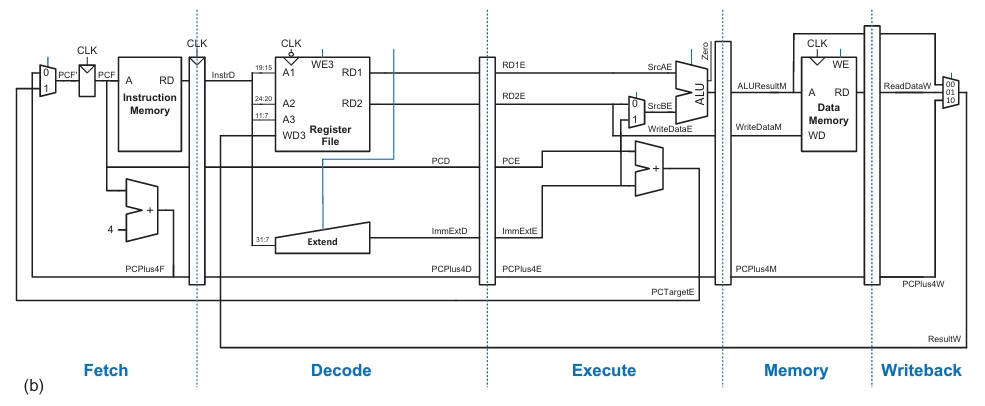 CLK
CLK
CLK
CLK
Zero
0
1
PCF'
PCF
A
RD
Instruction
Memory
InstrD
19:15
A1
WE3
RD1
RD1E
SrcAE
24:20
A2
RD2
RD2E
0
1
SrcBE
ALU
11:7
A3
WD3
Register
File
WriteDataE
ALUResultM
WriteDataM
WE
A
RD
Data
Memory
WD
ReadDataW
00
01
10
PCD
PCE
+
+
4
31:7
Extend
ImmExtD
ImmExtE
PCPlus4F
PCPlus4D
PCPlus4E
PCPlus4M
PCPlus4W
PCTargetE
ResultW
Fetch
Decode
Execute
Memory
Writeback
(b)